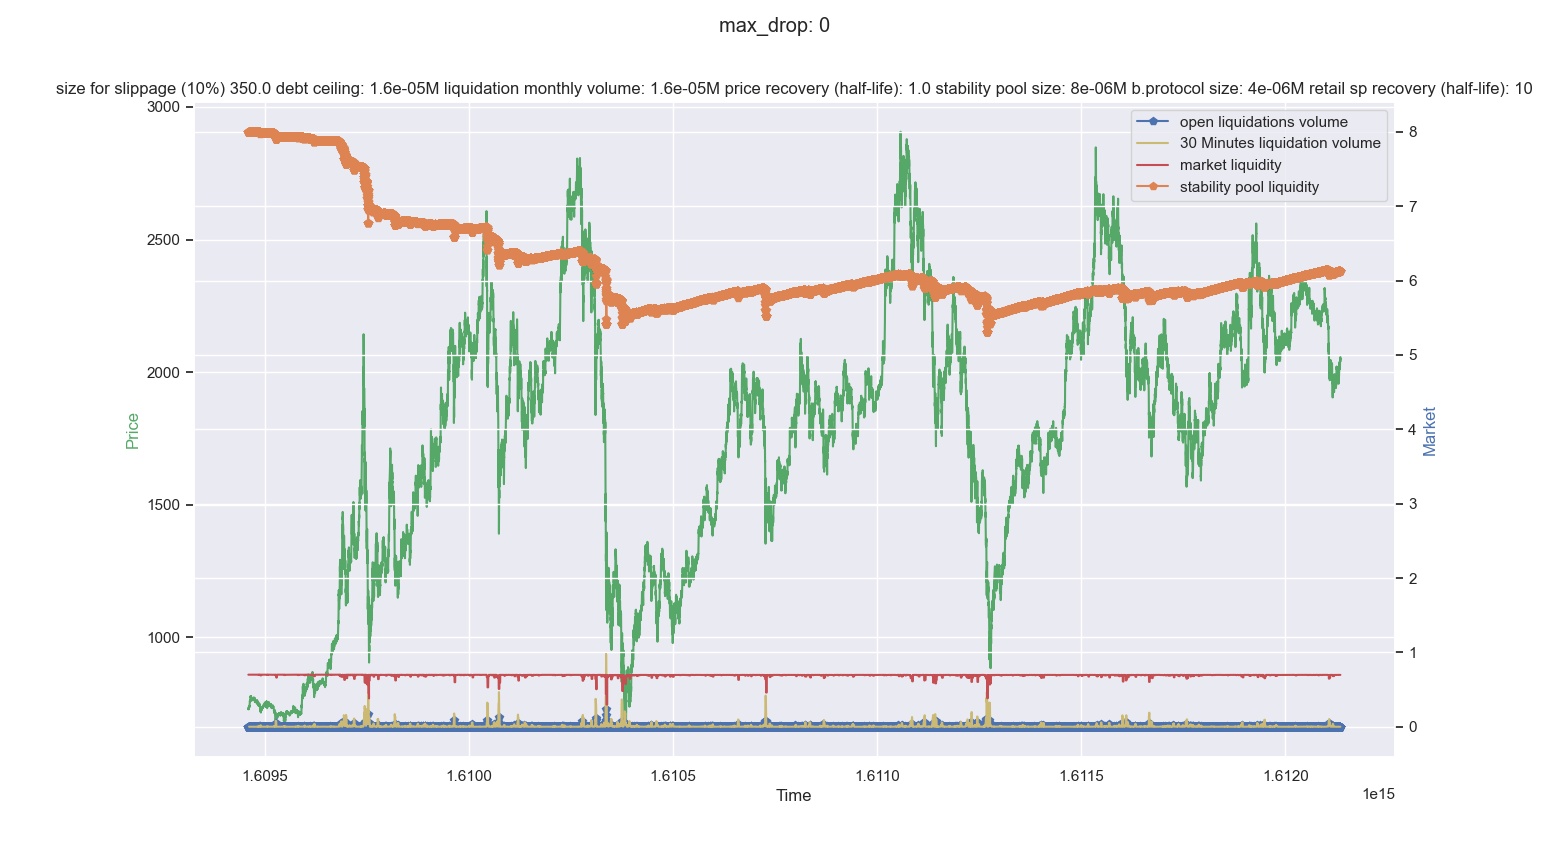 max_drop: 0
size for slippage (10%) 350.0 debt ceiling: 1.6e-05M liquidation monthly volume: 1.6e-05M price recovery (half-life): 1.0 stability pool size: 8e-06M b.protocol size: 4e-06M retail sp recovery (half-life): 10
open liquidations volume
30 Minutes liquidation volume
market liquidity
stability pool liquidity
3000
2500
2000
1500
1000
Price
8
7
6
5
4
3
2
1
0
Market
1.6095
1.6100
1.6105
1.6110
1.6115
1.6120
1e15
Time